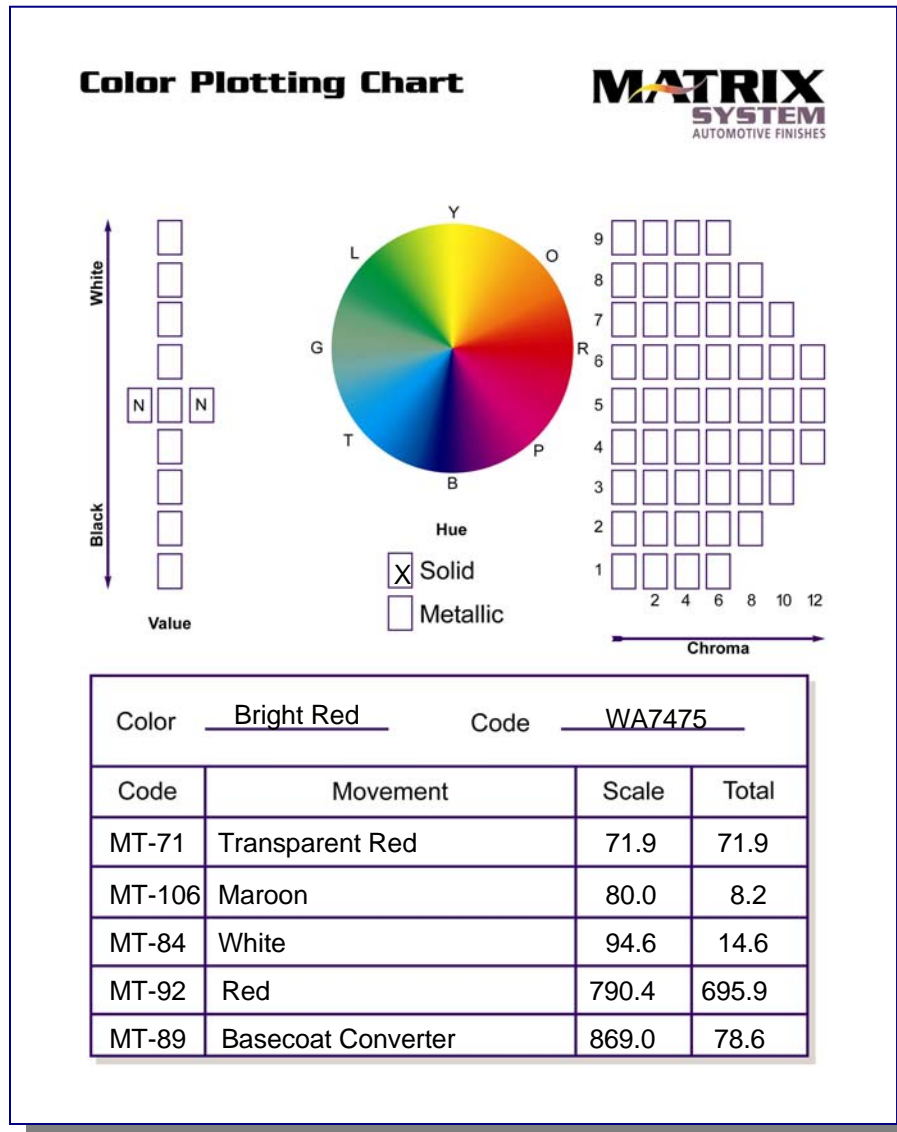 Color Plotting Chart
MATRIX
SYSTEM
AUTOMOTIVE FINISHES
White
Black
N N
Value
Y
O
R
P
B
T
G
L
Hue
X Solid
Metallic
9
8
7
6
5
4
3
2
1
2 4 6 8 10 12
Chroma
Color Bright Red Code WA7475
Code Movement Scale Total
MT-71 Transparent Red 71.9 71.9
MT-106 Maroon 80.0 8.2
MT-84 White 94.6 14.6
MT-92 Red 790.4 695.9
MT-89 Basecoat Converter 869.0 78.6